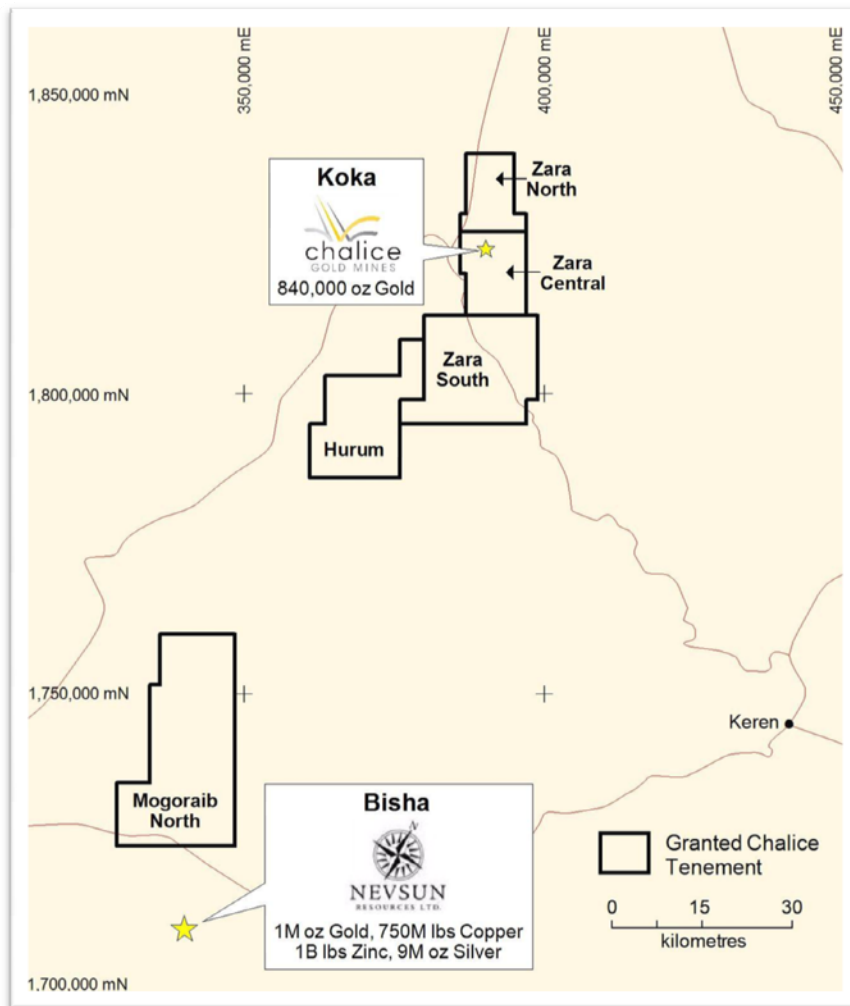 350,000 mE
400,000 mE
450,000 mE
1,850,000 mN
Koka
chalice
GOLD MINES
840,000 oz Gold
Zara
North
Zara
Central
1,800,000 mN
Zara
South
Hurum
1,750,000 mN
Keren
Mogoraib
North
Bisha
N
NEVSUN
RESOURCES LTD.
1M oz Gold, 750M lbs Copper
1B lbs Zinc, 9M oz Silver
Granted Chalice
Tenement
0 15 30
kilometres
1,700,000 mN